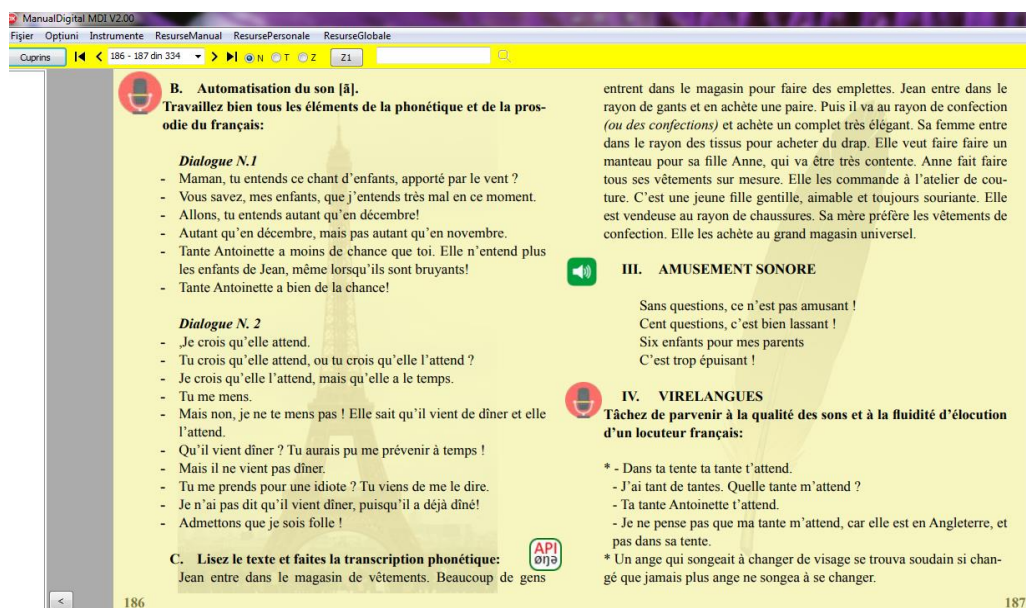 ManualDigital MDI V2.00
Fişier Opţiuni Instrumente ResurseManual ResursePersonale ResurseGlobale
Cuprins 186 - 187 din 334 N T Z Z1
B. Automatisation du son [ã].
Travaillez bien tous les éléments de la phonétique et de la pros-
odie du français:
Dialogue N.1
- Maman, tu entends ce chant d’enfants, apporté par le vent ?
- Vous savez, mes enfants, que j’entends très mal en ce moment.
- Allons, tu entends autant qu’en décembre!
- Autant qu’en décembre, mais pas autant qu’en novembre.
- Tante Antoinette a moins de chance que toi. Elle n’entend plus
les enfants de Jean, même lorsqu’ils sont bruyants!
- Tante Antoinette a bien de la chance!
Dialogue N. 2
- ,Je crois qu’elle attend.
- Tu crois qu’elle attend, ou tu crois qu’elle l’attend ?
- Je crois qu’elle l’attend, mais qu’elle a le temps.
- Tu me mens.
- Mais non, je ne te mens pas ! Elle sait qu’il vient de dîner et elle
l’attend.
- Qu’il vient dîner ? Tu aurais pu me prévenir à temps !
- Mais il ne vient pas dîner.
- Tu me prends pour une idiote ? Tu viens de me le dire.
- Je n’ai pas dit qu’il vient dîner, puisqu’il a déjà dîné!
- Admettons que je sois folle !
C. Lisez le texte et faites la transcription phonétique:
API
øŋə
Jean entre dans le magasin de vêtements. Beaucoup de gens
186
entrent dans le magasin pour faire des emplettes. Jean entre dans le
rayon de gants et en achète une paire. Puis il va au rayon de confection
(ou des confections) et achète un complet très élégant. Sa femme entre
dans le rayon des tissus pour acheter du drap. Elle veut faire faire un
manteau pour sa fille Anne, qui va être très contente. Anne fait faire
tous ses vêtements sur mesure. Elle les commande à l’atelier de cou-
ture. C’est une jeune fille gentille, aimable et toujours souriante. Elle
est vendeuse au rayon de chaussures. Sa mère préfère les vêtements de
confection. Elle les achète au grand magasin universel.
III. AMUSEMENT SONORE
Sans questions, ce n’est pas amusant !
Cent questions, c’est bien lassant !
Six enfants pour mes parents
C’est trop épuisant !
IV. VIRELANGUES
Tâchez de parvenir à la qualité des sons et à la fluidité d’élocution
d’un locuteur français:
* - Dans ta tente ta tante t’attend.
- J’ai tant de tantes. Quelle tante m’attend ?
- Ta tante Antoinette t’attend.
- Je ne pense pas que ma tante m’attend, car elle est en Angleterre, et
pas dans sa tente.
* Un ange qui songeait à changer de visage se trouva soudain si chan-
gé que jamais plus ange ne songea à se changer.
187